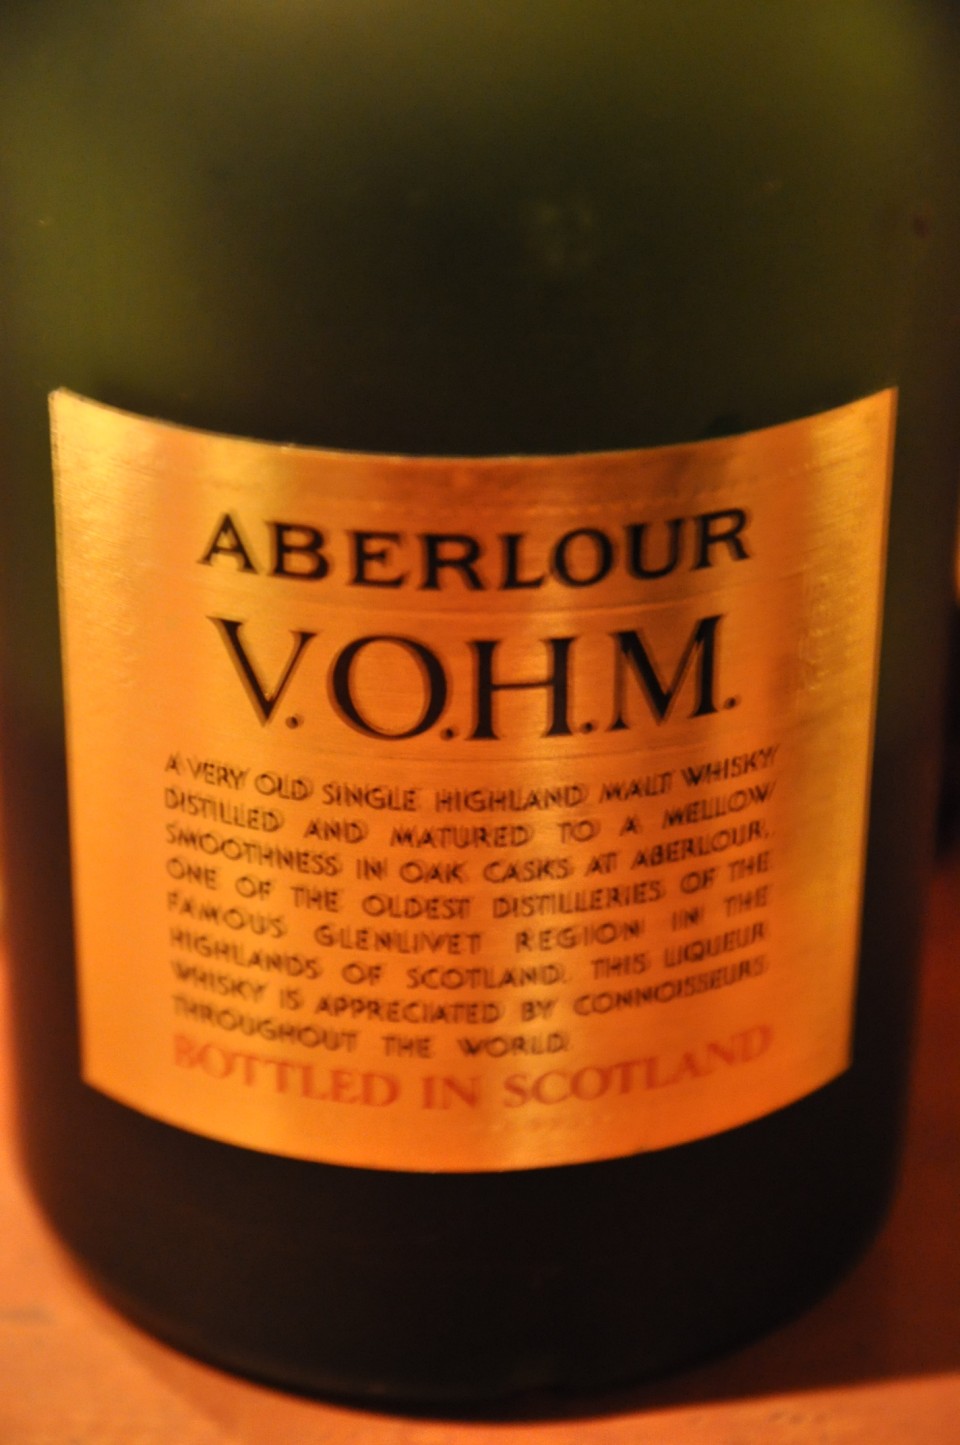 ABERLOUR
V.O.H.M.
A VERY OLD SINGLE HIGHLAND MALT WHISKY
DISTILLED AND MATURED TO A MELLOW
SMOOTHNESS IN OAK CASKS AT ABERLOUR,
ONE OF THE OLDEST DISTILLERIES OF THE
FAMOUS GLENLIVET REGION IN THE
HIGHLANDS OF SCOTLAND. THIS LIQUEUR
WHISKY IS APPRECIATED BY CONNOISSEURS
THROUGHOUT THE WORLD.
BOTTLED IN SCOTLAND